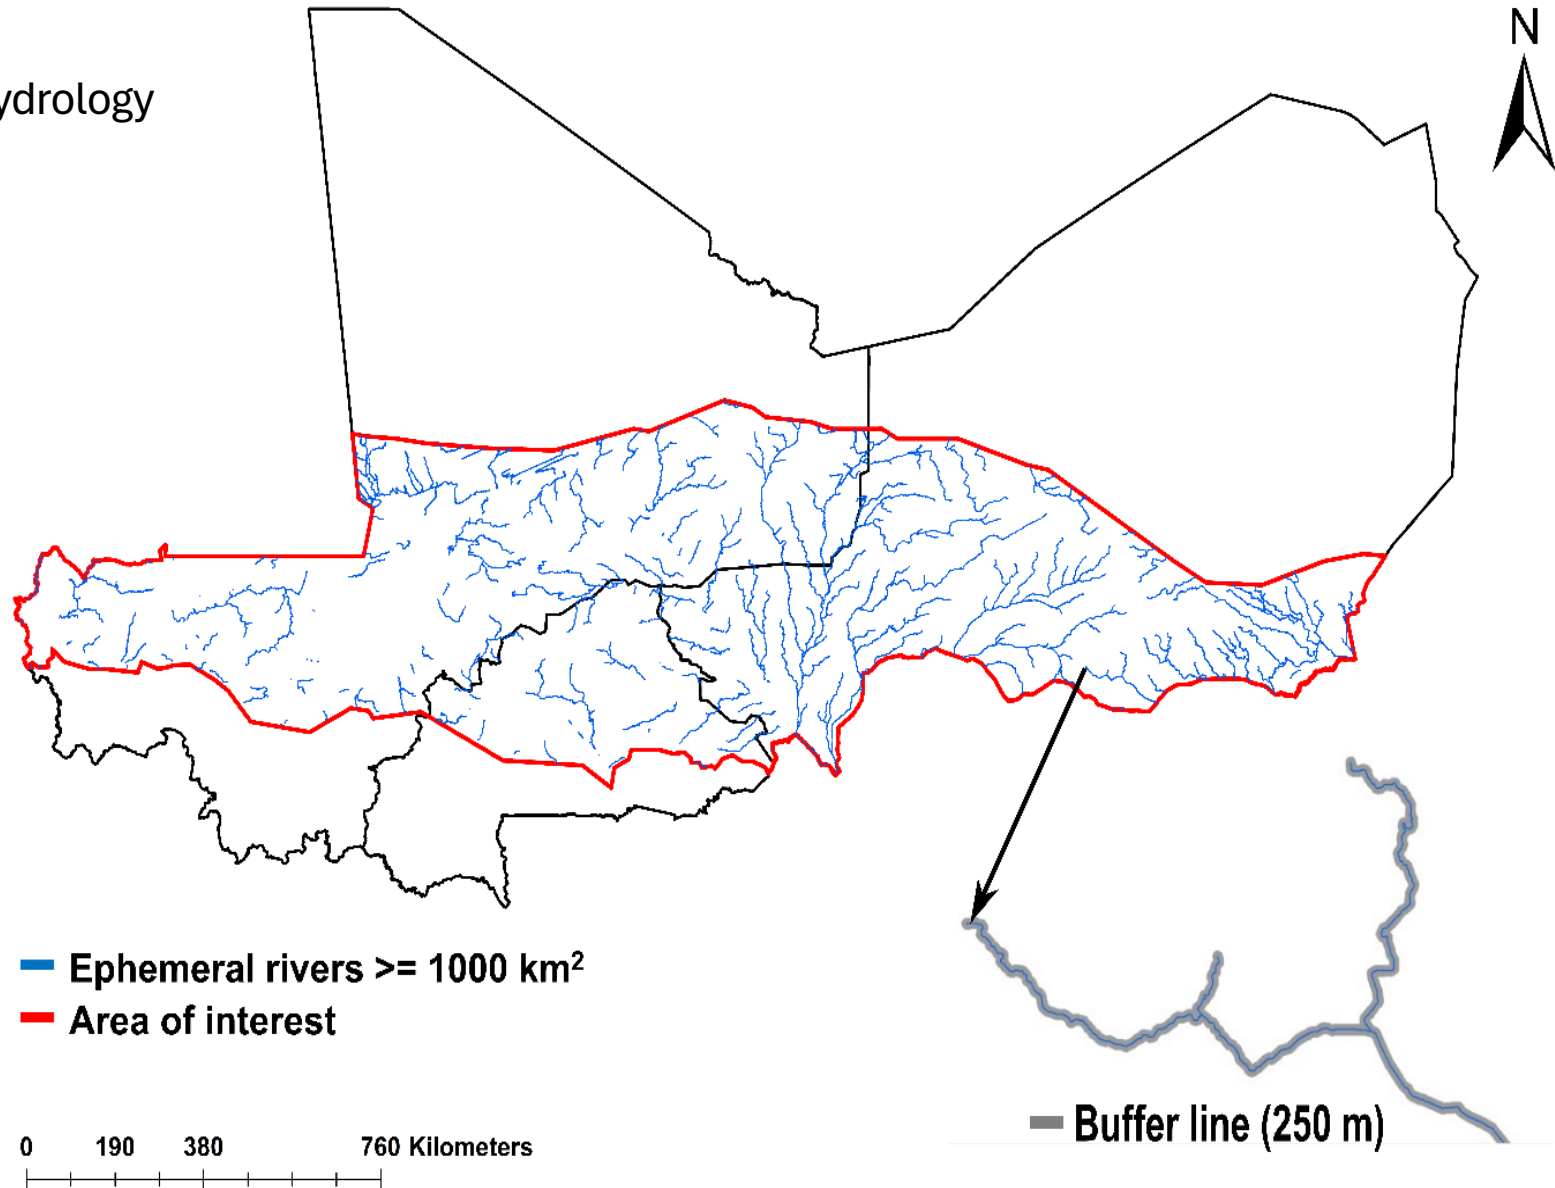 N
ydrology
Ephemeral rivers >= 1000 km²
Area of interest
Buffer line (250 m)
0 190 380 760 Kilometers